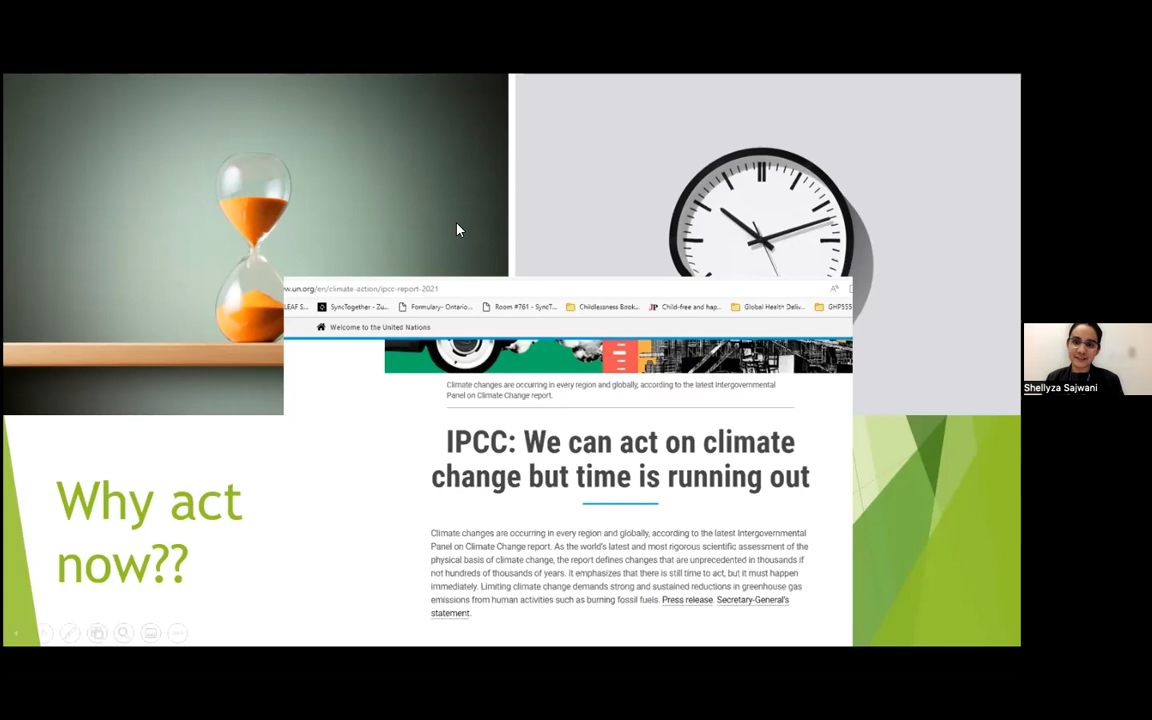 w.un.org/en/climate-action/ipcc-report-2021
LEAF S... SyncTogether - Zu... Formulary- Ontario... Room #761 - SyncT... Childlessness Book... JP Child-free and hap... Global Health Deliv... GHP555
Welcome to the United Nations
Climate changes are occurring in every region and globally, according to the latest Intergovernmental
Panel on Climate Change report.
IPCC: We can act on climate
change but time is running out
Climate changes are occurring in every region and globally, according to the latest Intergovernmental
Panel on Climate Change report. As the world's latest and most rigorous scientific assessment of the
physical basis of climate change, the report defines changes that are unprecedented in thousands if
not hundreds of thousands of years. It emphasizes that there is still time to act, but it must happen
immediately. Limiting climate change demands strong and sustained reductions in greenhouse gas
emissions from human activities such as burning fossil fuels. Press release. Secretary-General's
statement.
Why act
now??
Shellyza Sajwani